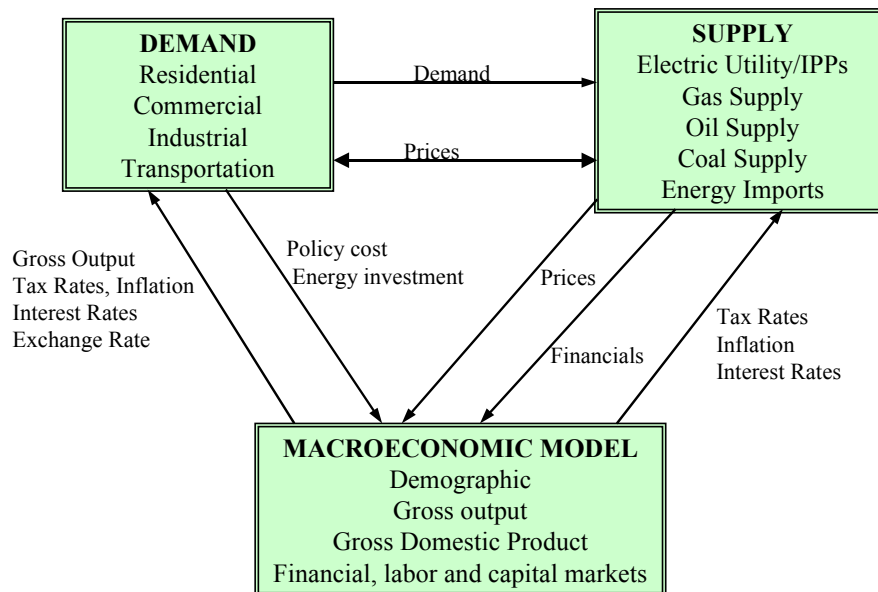 DEMAND
Residential
Commercial
Industrial
Transportation
Demand
Prices
SUPPLY
Electric Utility/IPPs
Gas Supply
Oil Supply
Coal Supply
Energy Imports
Gross Output
Tax Rates, Inflation
Interest Rates
Exchange Rate
Policy cost
Energy investment
Prices
Financials
Tax Rates
Inflation
Interest Rates
MACROECONOMIC MODEL
Demographic
Gross output
Gross Domestic Product
Financial, labor and capital markets